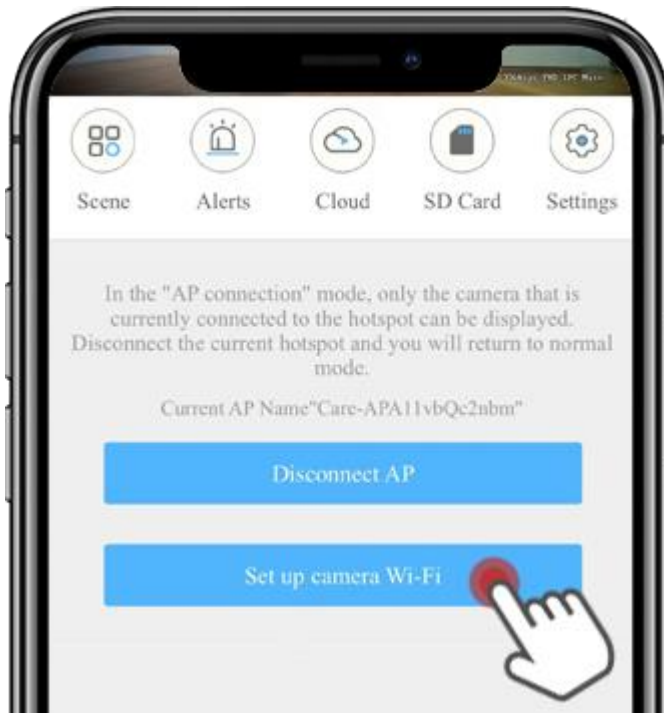 Scene Alerts Cloud SD Card Settings
In the "AP connection" mode, only the camera that is
currently connected to the hotspot can be displayed.
Disconnect the current hotspot and you will return to normal
mode.
Current AP Name"Care-APA11vbQc2nbm"
Disconnect AP
Set up camera Wi-Fi